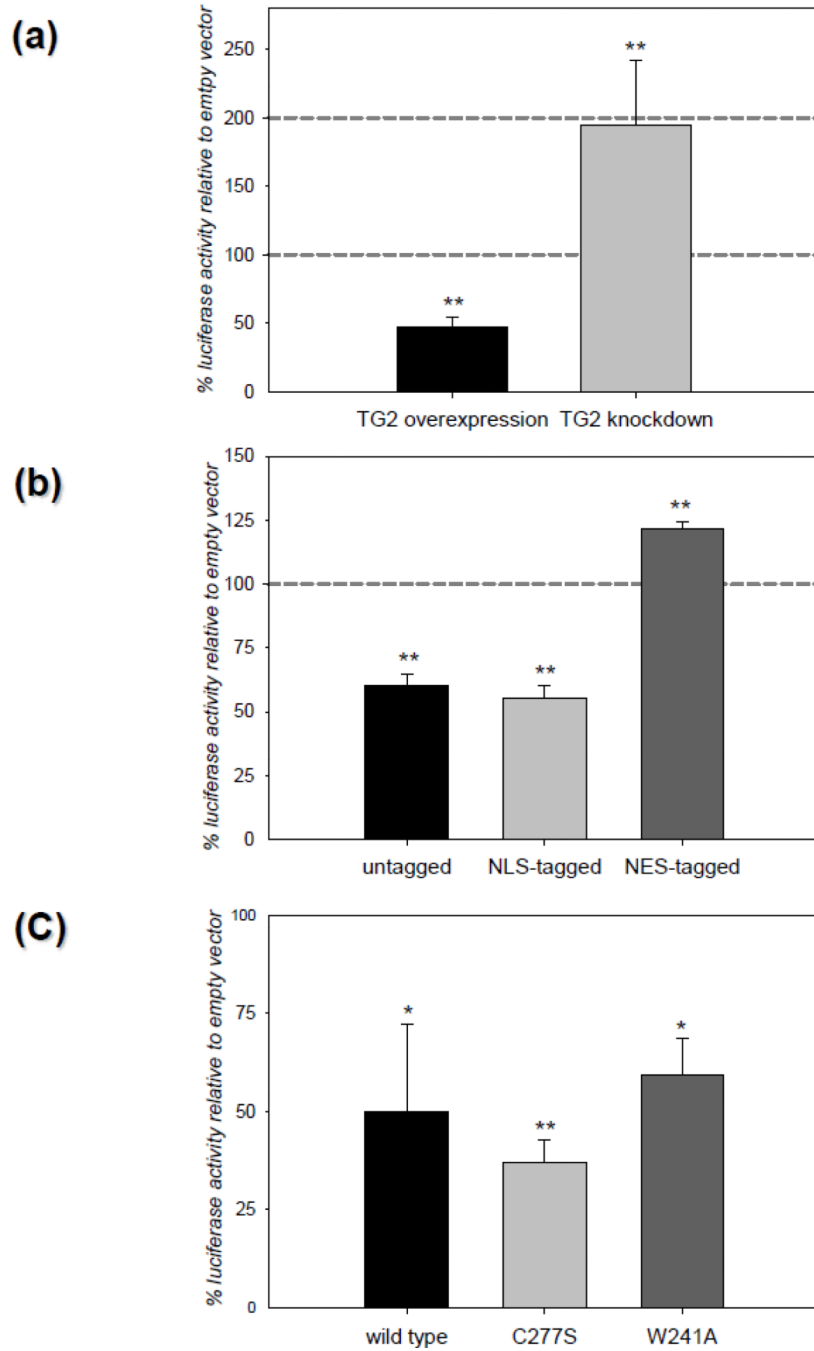 (a)
% luciferase activity relative to emtpy vector
250
200
150
100
50
0
**
**
TG2 overexpression TG2 knockdown
(b)
% luciferase activity relative to empty vector
150
125
100
75
50
25
0
**
**
**
untagged NLS-tagged NES-tagged
(C)
% luciferase activity relative to empty vector
100
75
50
25
0
*
**
*
wild type C277S W241A